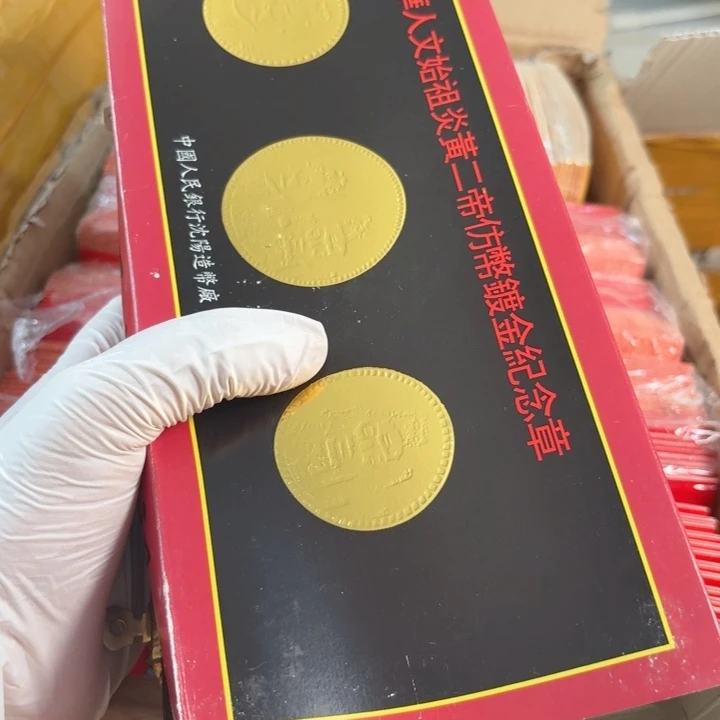 人文始祖炎黃二帝仿幣鍍金紀念章
中國人民銀行沈陽造幣廠